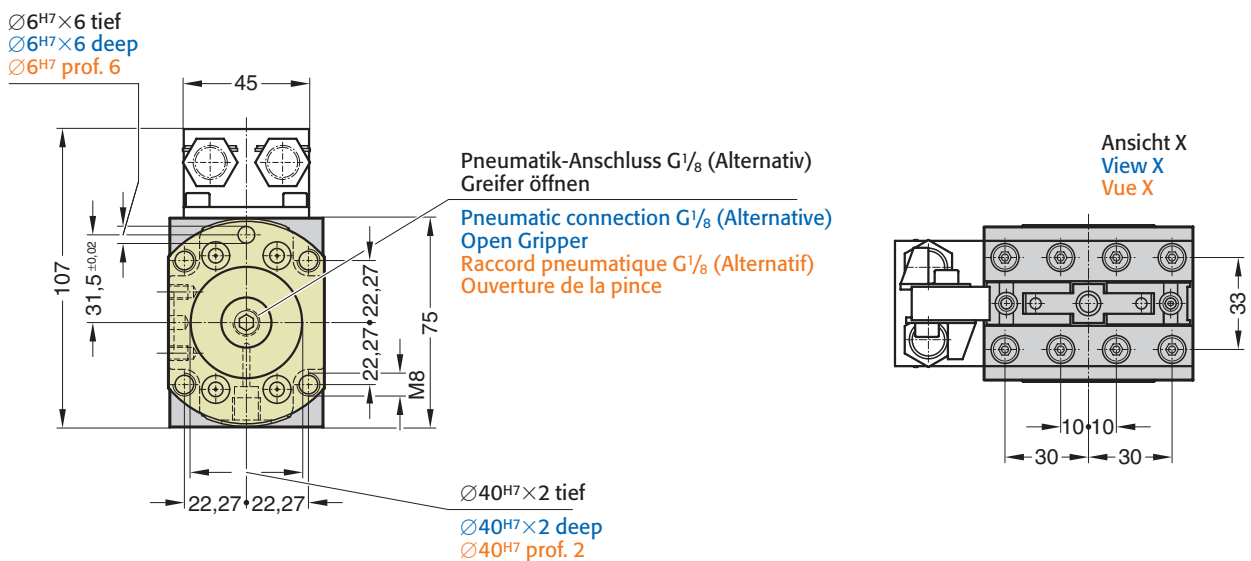 ∅6H7×6 tief
∅6H7×6 deep
∅6H7 prof. 6
45
Pneumatik-Anschluss G1/8 (Alternativ)
Greifer öffnen
Pneumatic connection G1/8 (Alternative)
Open Gripper
Raccord pneumatique G1/8 (Alternatif)
Ouverture de la pince
Ansicht X
View X
Vue X
107
31,5 ±0,02
22,27
22,27
75
M8
33
10
10
30
30
22,27
22,27
∅40H7×2 tief
∅40H7×2 deep
∅40H7 prof. 2